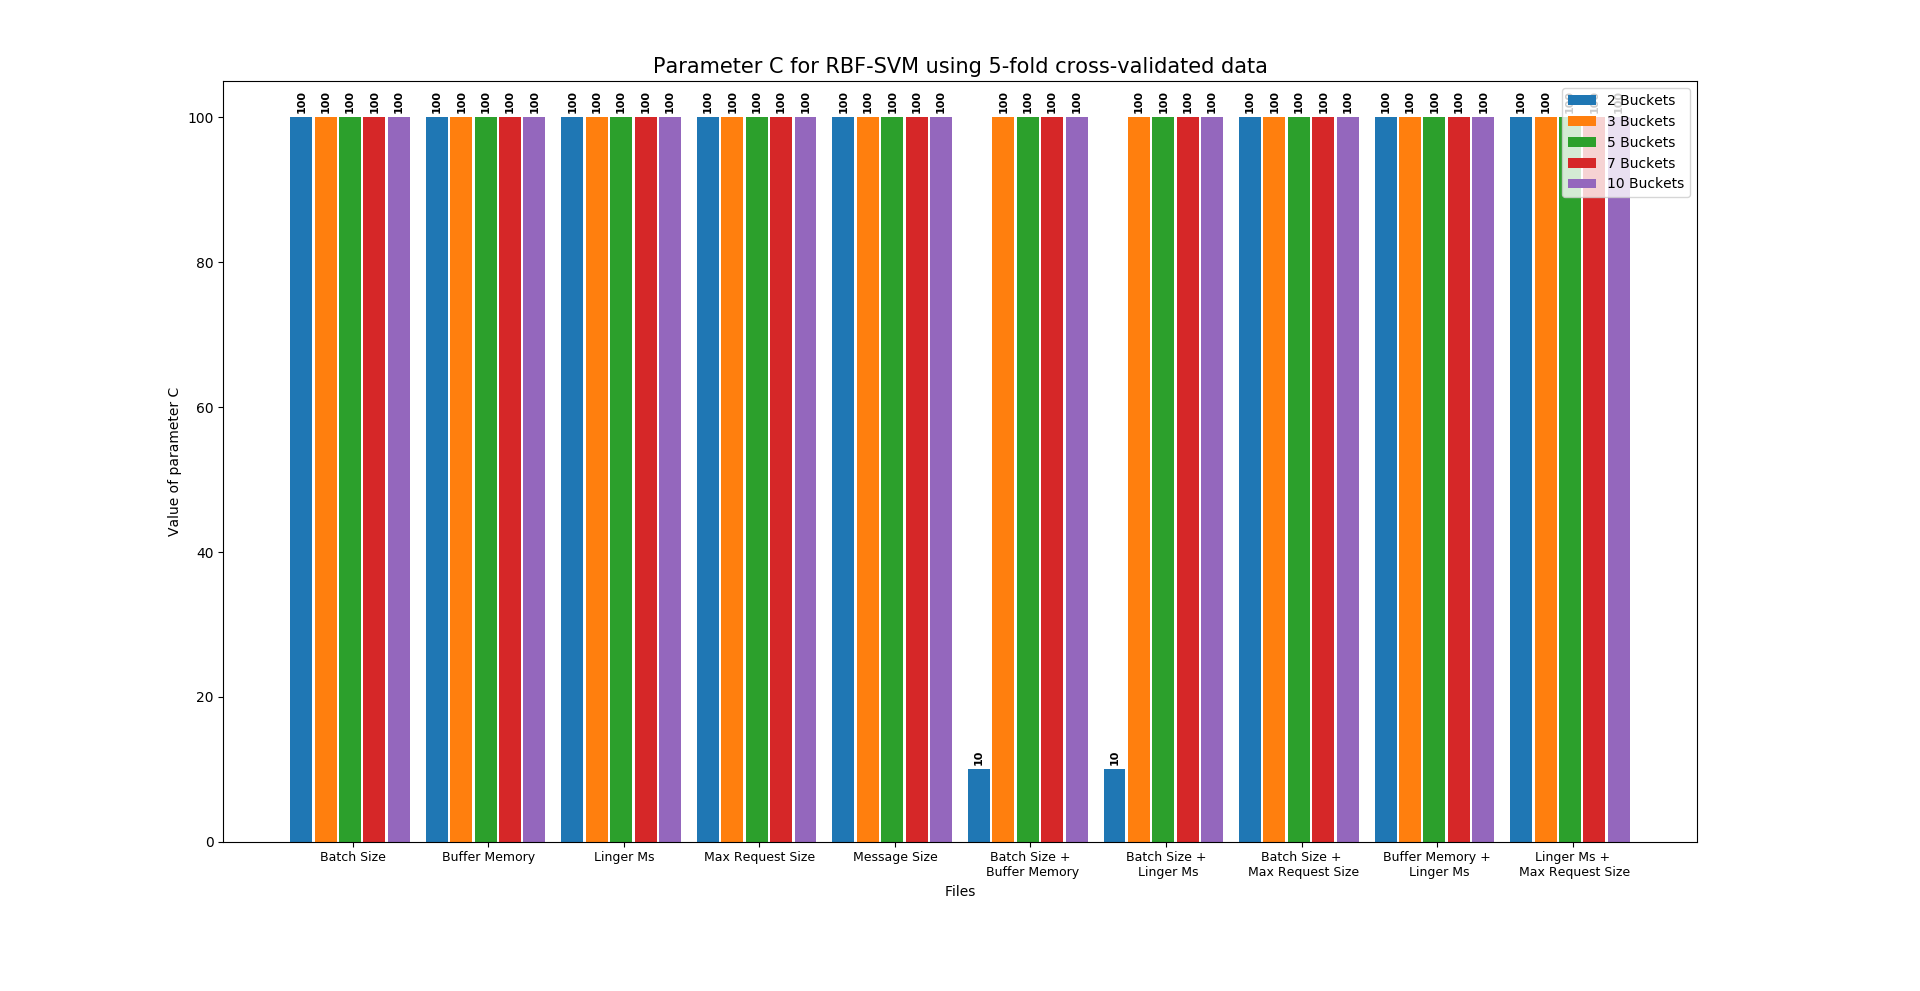 Parameter C for RBF-SVM using 5-fold cross-validated data
100 100 100 100 100 100 100 100 100 100 100 100 100 100 100 100 100 100 100 100 100 100 100 100 100 100 100 100 100 100 100 100 100 100 100 100 100 100 100 100 100 100 100 100 100 100 100 100
2 Buckets
3 Buckets
5 Buckets
7 Buckets
10 Buckets
10 10
100
80
60
40
20
0
Value of parameter C
Batch Size
Buffer Memory
Linger Ms
Max Request Size
Message Size
Batch Size +
Buffer Memory
Batch Size +
Linger Ms
Batch Size +
Max Request Size
Buffer Memory +
Linger Ms
Linger Ms +
Max Request Size
Files